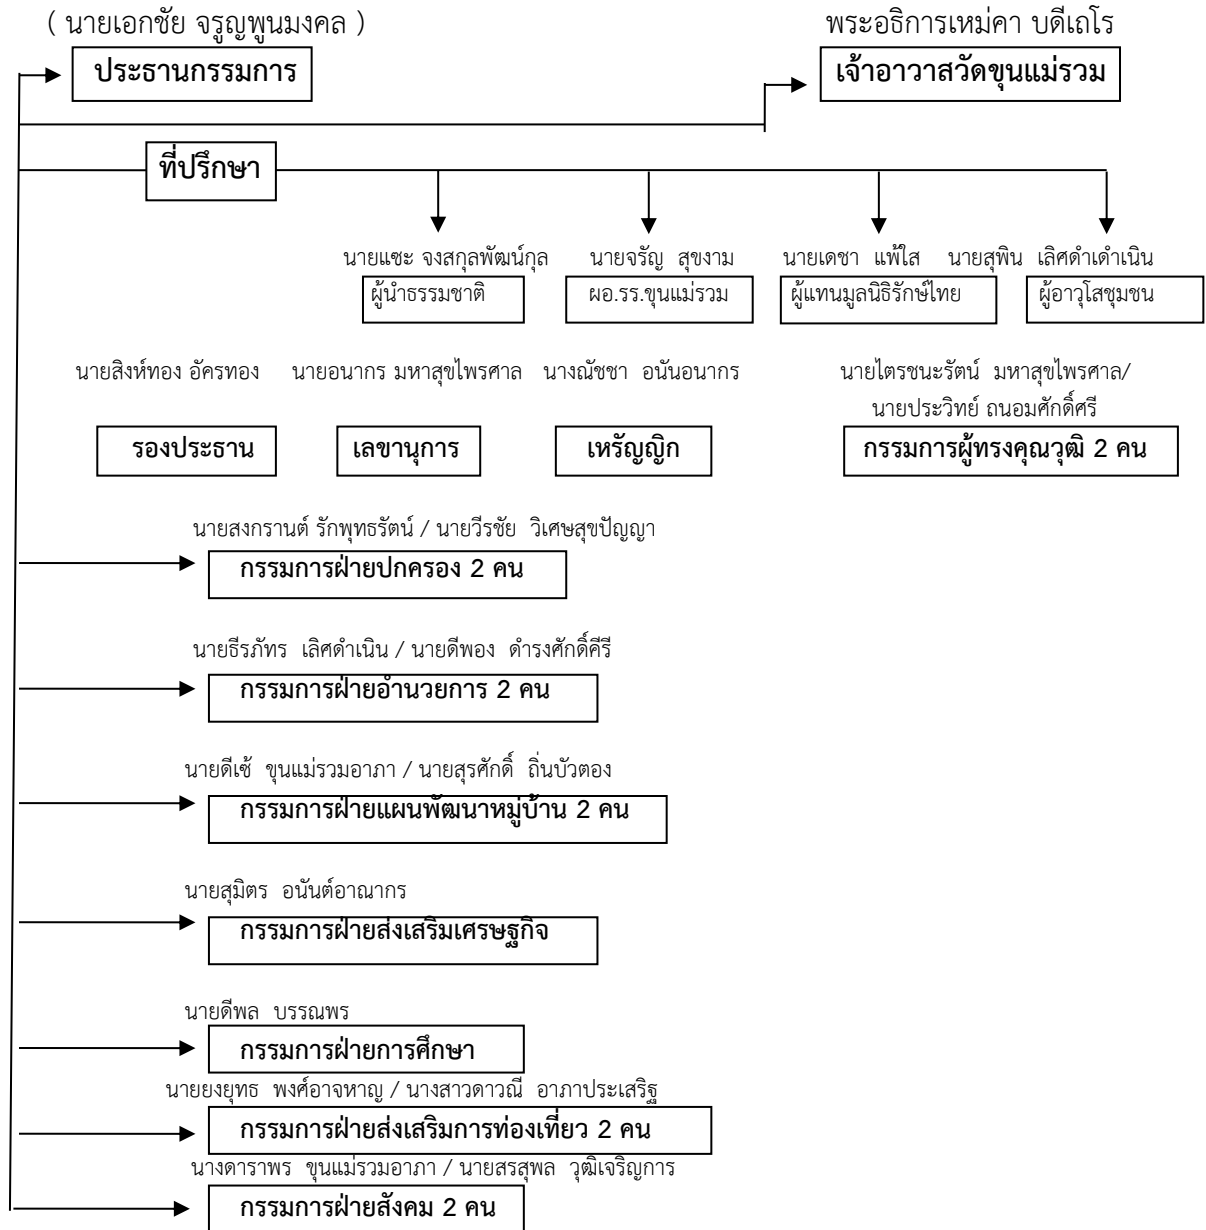 ( นายเอกชัย จรูญพูนมงคล ) พระอธิการเหม่คา บดีเถโร
ประธานกรรมการ เจ้าอาวาสวัดขุนแม่รวม
ที่ปรึกษา
นายแซะ จงสกุลพัฒน์กุล นายจรัญ สุขงาม นายเดชา แพ้ใส นายสุพิน เลิศดำเดำเนิน
ผู้นำธรรมชาติ ผอ.รร.ขุนแม่รวม ผู้แทนมูลนิธิรักษ์ไทย ผู้อาวุโสชุมชน
นายสิงห์ทอง อัครทอง นายอนากร มหาสุขไพรศาล นางณัชชา อนันอนากร นายไตรชนะรัตน์ มหาสุขไพรศาล/
นายประวิทย์ ถนอมศักดิ์ศรี
รองประธาน เลขานุการ เหรัญญิก กรรมการผู้ทรงคุณวุฒิ 2 คน
นายสงกรานต์ รักพุทธรัตน์ / นายวีรชัย วิเศษสุขปัญญา
กรรมการฝ่ายปกครอง 2 คน
นายธีรภัทร เลิศดำเนิน / นายดีพอง ดำรงศักดิ์คีรี
กรรมการฝ่ายอำนวยการ 2 คน
นายดีเซ้ ขุนแม่รวมอาภา / นายสุรศักดิ์ ถิ่นบัวตอง
กรรมการฝ่ายแผนพัฒนาหมู่บ้าน 2 คน
นายสุมิตร อนันต์อาณากร
กรรมการฝ่ายส่งเสริมเศรษฐกิจ
นายดีพล บรรณพร
กรรมการฝ่ายการศึกษา
นายยงยุทธ พงศ์อาจหาญ / นางสาวดาวณี อาภาประเสริฐ
กรรมการฝ่ายส่งเสริมการท่องเที่ยว 2 คน
นางดาราพร ขุนแม่รวมอาภา / นายสรสุพล วุฒิเจริญการ
กรรมการฝ่ายสังคม 2 คน